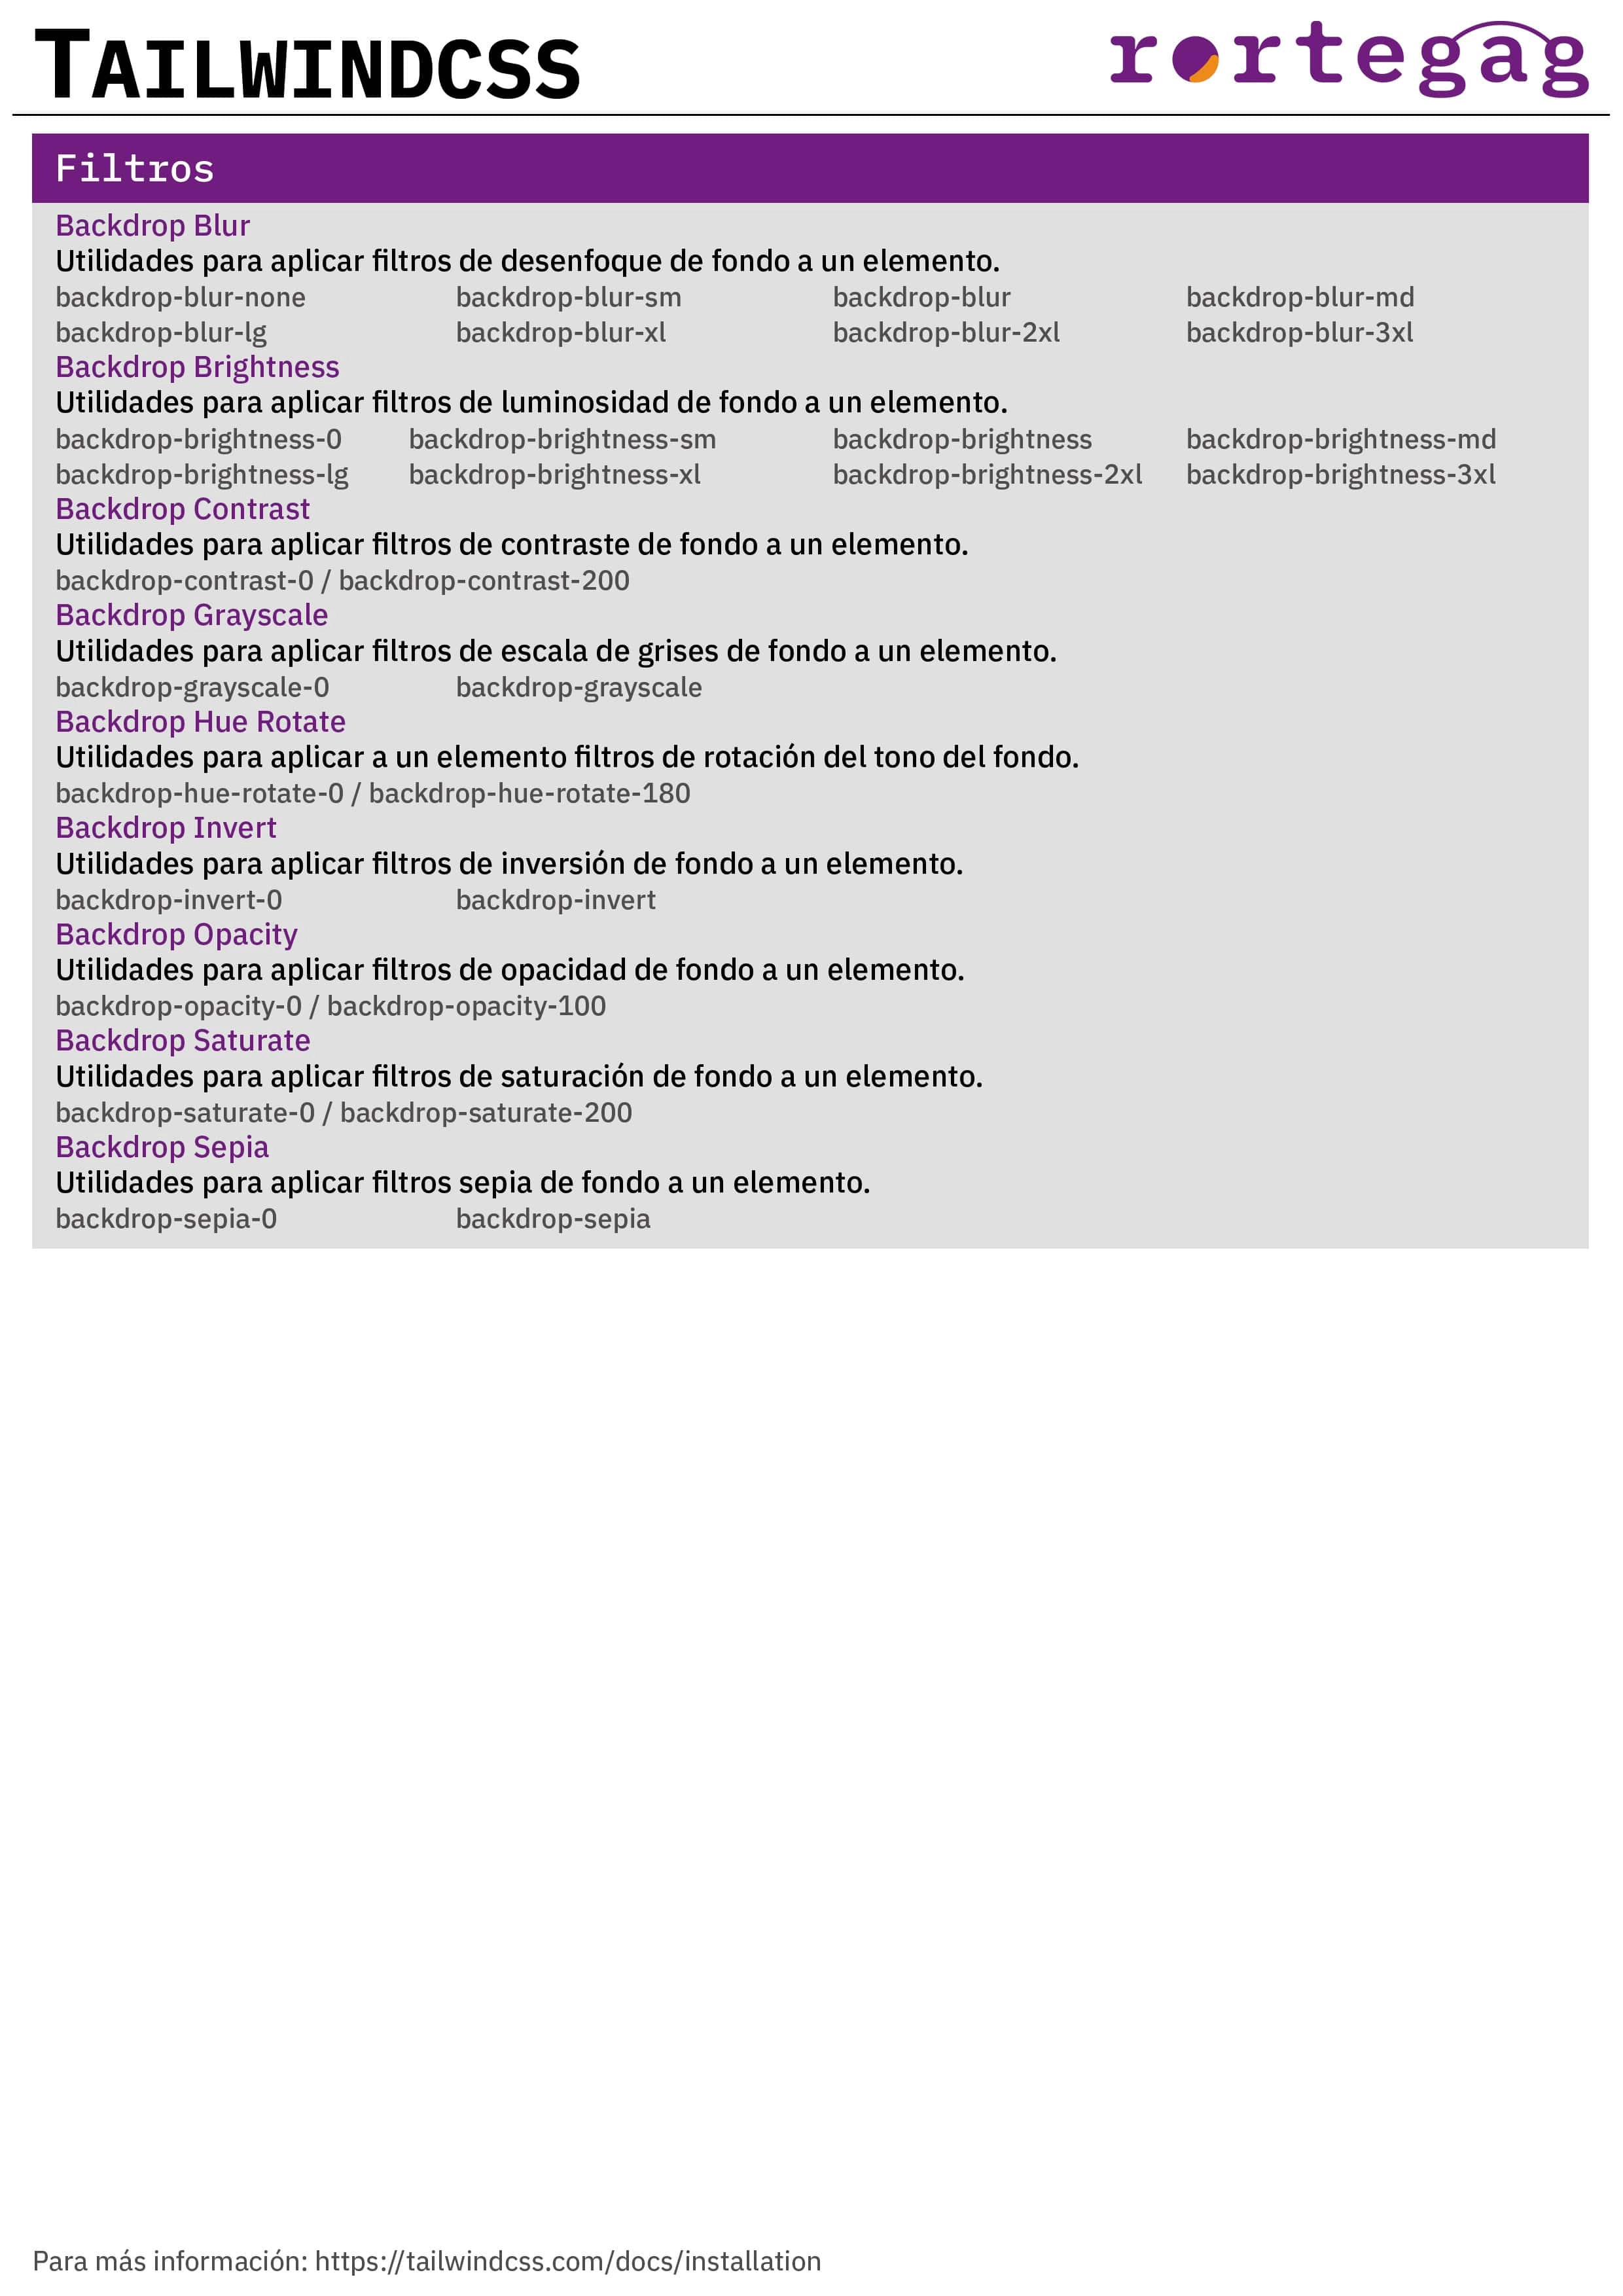 TAILWINDCSS
rortegag
Filtros
Backdrop Blur
Utilidades para aplicar filtros de desenfoque de fondo a un elemento.
backdrop-blur-none backdrop-blur-sm backdrop-blur backdrop-blur-md
backdrop-blur-lg backdrop-blur-xl backdrop-blur-2xl backdrop-blur-3xl
Backdrop Brightness
Utilidades para aplicar filtros de luminosidad de fondo a un elemento.
backdrop-brightness-0 backdrop-brightness-sm backdrop-brightness backdrop-brightness-md
backdrop-brightness-lg backdrop-brightness-xl backdrop-brightness-2xl backdrop-brightness-3xl
Backdrop Contrast
Utilidades para aplicar filtros de contraste de fondo a un elemento.
backdrop-contrast-0 / backdrop-contrast-200
Backdrop Grayscale
Utilidades para aplicar filtros de escala de grises de fondo a un elemento.
backdrop-grayscale-0 backdrop-grayscale
Backdrop Hue Rotate
Utilidades para aplicar a un elemento filtros de rotación del tono del fondo.
backdrop-hue-rotate-0 / backdrop-hue-rotate-180
Backdrop Invert
Utilidades para aplicar filtros de inversión de fondo a un elemento.
backdrop-invert-0 backdrop-invert
Backdrop Opacity
Utilidades para aplicar filtros de opacidad de fondo a un elemento.
backdrop-opacity-0 / backdrop-opacity-100
Backdrop Saturate
Utilidades para aplicar filtros de saturación de fondo a un elemento.
backdrop-saturate-0 / backdrop-saturate-200
Backdrop Sepia
Utilidades para aplicar filtros sepia de fondo a un elemento.
backdrop-sepia-0 backdrop-sepia
Para más información: https://tailwindcss.com/docs/installation